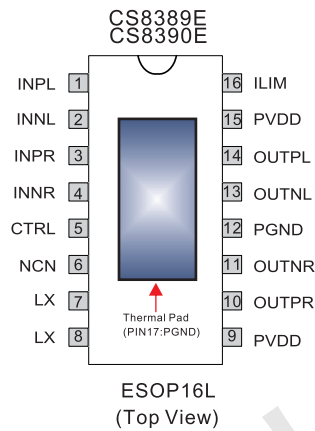 CS8389E
CS8390E
INPL 1 16 ILIM
INNL 2 15 PVDD
INPR 3 14 OUTPL
INNR 4 13 OUTNL
CTRL 5 12 PGND
NCN 6 11 OUTNR
LX 7 10 OUTPR
LX 8 9 PVDD
Thermal Pad
(PIN17:PGND)
ESOP16L
(Top View)